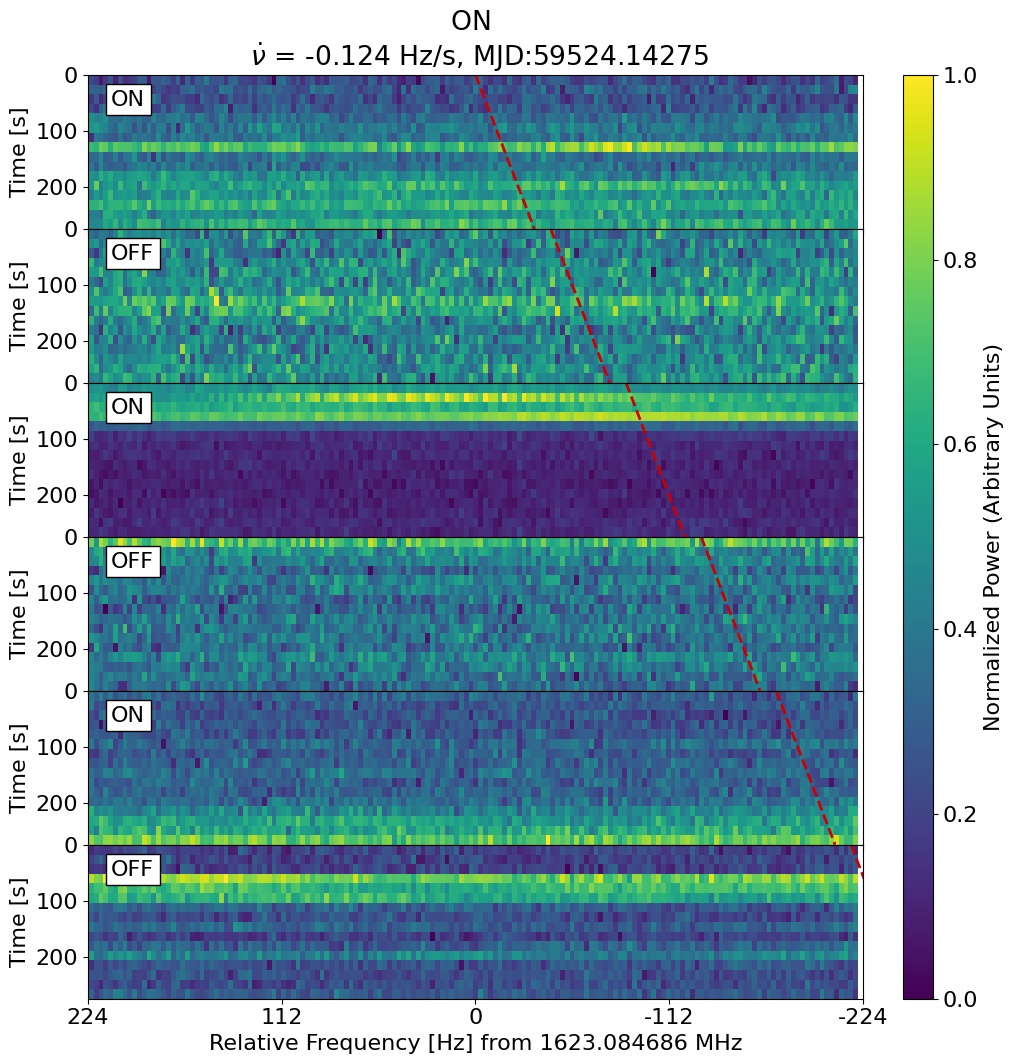 ON
ν̇ = -0.124 Hz/s, MJD:59524.14275
0
ON
100
200
Time [s]
0
OFF
100
200
Time [s]
0
ON
100
200
Time [s]
0
OFF
100
200
Time [s]
0
ON
100
200
Time [s]
0
OFF
100
200
Time [s]
224 112 0 -112 -224
Relative Frequency [Hz] from 1623.084686 MHz
1.0
0.8
0.6
0.4
0.2
0.0
Normalized Power (Arbitrary Units)